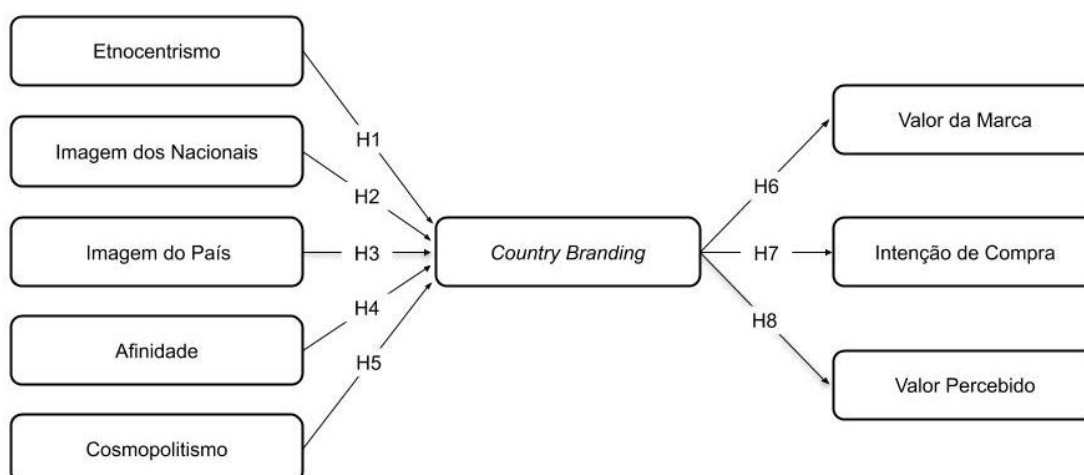 Etnocentrismo
Imagem dos Nacionais
Imagem do País
Afinidade
Cosmopolitismo
H1
H2
H3
H4
H5
Country Branding
H6
H7
H8
Valor da Marca
Intenção de Compra
Valor Percebido